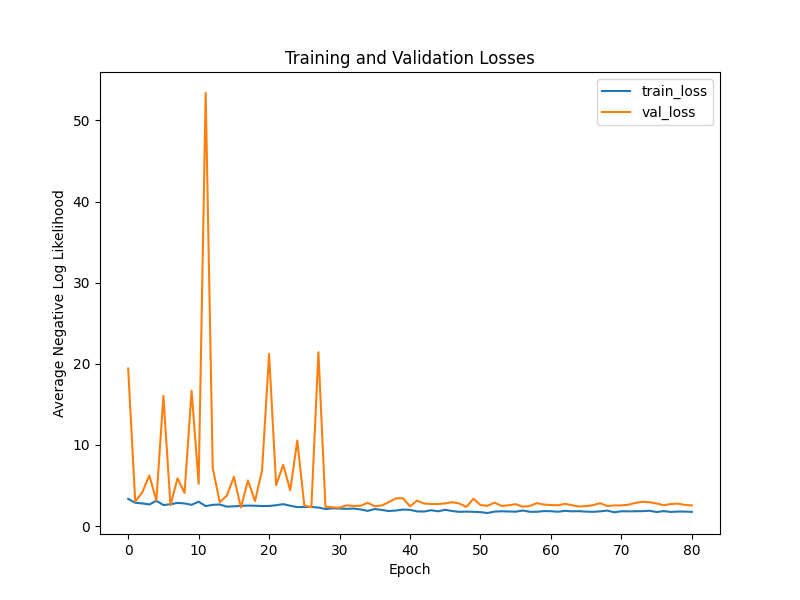 Training and Validation Losses
train_loss
val_loss
Average Negative Log Likelihood
50
40
30
20
10
0
0 10 20 30 40 50 60 70 80
Epoch